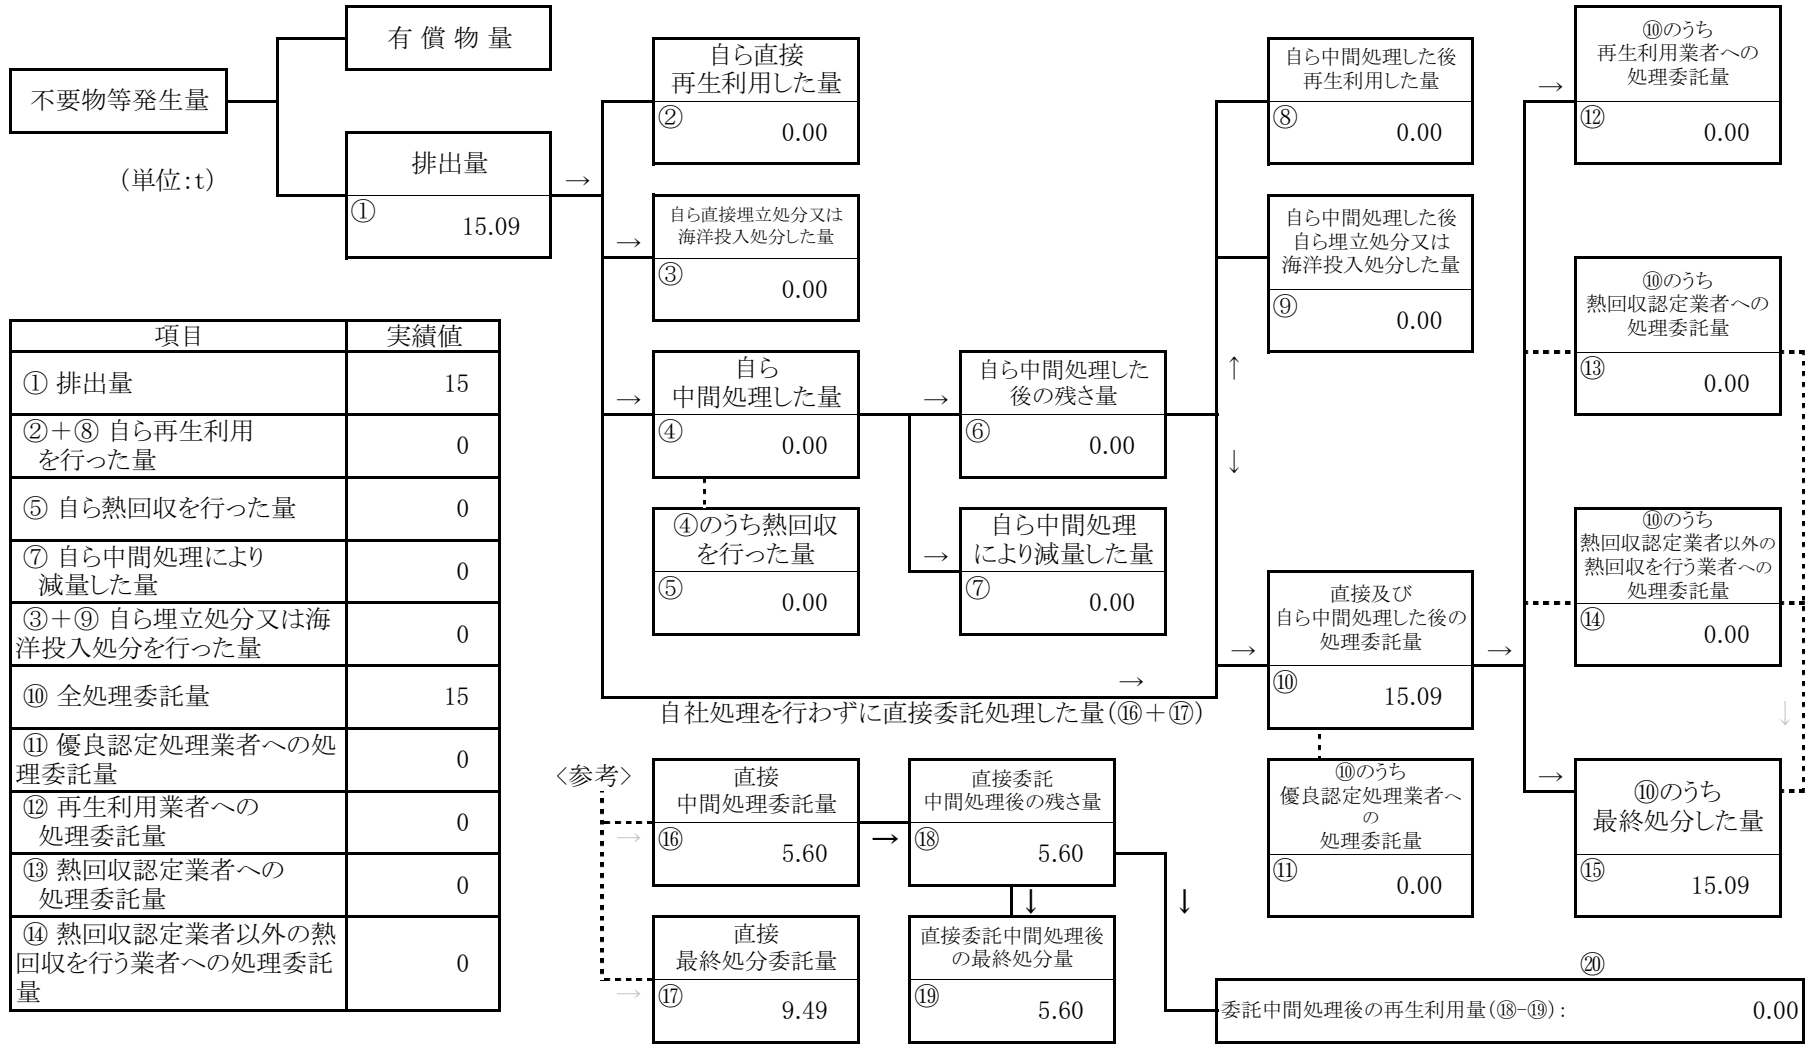 有 償 物 量
不要物等発生量
(単位:t)
排出量
→
①
15.09
自ら直接
再生利用した量
②
0.00
→
自ら直接埋立処分又は
海洋投入処分した量
③
0.00
→
自ら
中間処理した量
④
0.00
④のうち熱回収
を行った量
⑤
0.00
→
自ら中間処理した
後の残さ量
⑥
0.00
→
自ら中間処理
により減量した量
⑦
0.00
自ら中間処理した後
再生利用した量
⑧
0.00
自ら中間処理した後
自ら埋立処分又は
海洋投入処分した量
⑨
0.00
↑
↓
→
自社処理を行わずに直接委託処理した量(⑯+⑰)
→
直接及び
自ら中間処理した後の
処理委託量
⑩
15.09
⑩のうち
優良認定処理業者へ
の
処理委託量
⑪
0.00
→
→
⑩のうち
再生利用業者への
処理委託量
⑫
0.00
⑩のうち
熱回収認定業者への
処理委託量
⑬
0.00
⑩のうち
熱回収認定業者以外の
熱回収を行う業者への
処理委託量
⑭
0.00
↓
→
⑩のうち
最終処分した量
⑮
15.09
項目 実績値
① 排出量 15
②+⑧ 自ら再生利用
を行った量 0
⑤ 自ら熱回収を行った量 0
⑦ 自ら中間処理により
減量した量 0
③+⑨ 自ら埋立処分又は海
洋投入処分を行った量 0
⑩ 全処理委託量 15
⑪ 優良認定処理業者への処
理委託量 0
⑫ 再生利用業者への
処理委託量 0
⑬ 熱回収認定業者への
処理委託量 0
⑭ 熱回収認定業者以外の熱
回収を行う業者への処理委託
量 0
<参考>
→
直接
中間処理委託量
⑯
5.60
→
直接委託
中間処理後の残さ量
⑱
5.60
↓
↓
→
直接
最終処分委託量
⑰
9.49
直接委託中間処理後
の最終処分量
⑲
5.60
⑳
委託中間処理後の再生利用量(⑱-⑲): 0.00